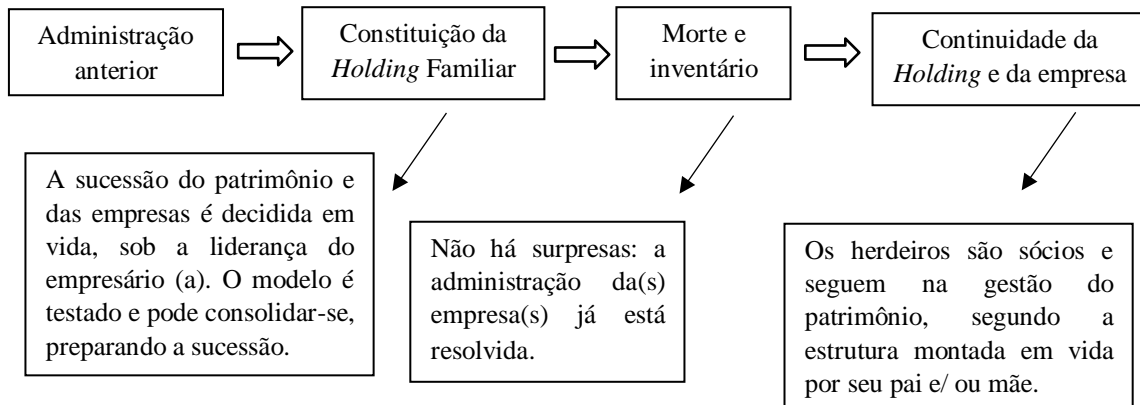 Administração
anterior
Constituição da
Holding Familiar
Morte e
inventário
Continuidade da
Holding e da empresa
A sucessão do patrimônio e
das empresas é decidida em
vida, sob a liderança do
empresário (a). O modelo é
testado e pode consolidar-se,
preparando a sucessão.
Não há surpresas: a
administração da(s)
empresa(s) já está
resolvida.
Os herdeiros são sócios e
seguem na gestão do
patrimônio, segundo a
estrutura montada em vida
por seu pai e/ ou mãe.